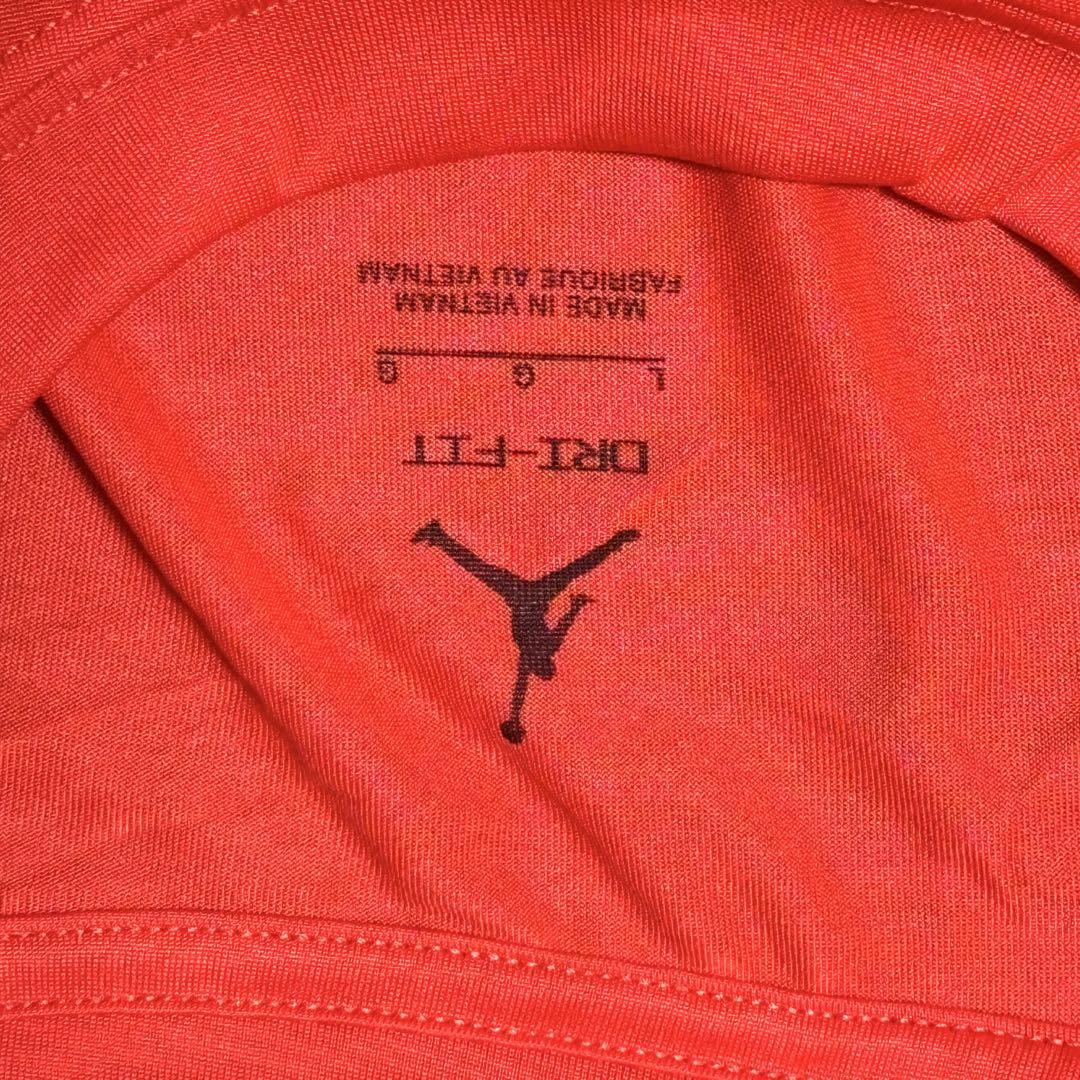 DRI-FIT
L G G
MADE IN VIETNAM
FABRIQUE AU VIETNAM